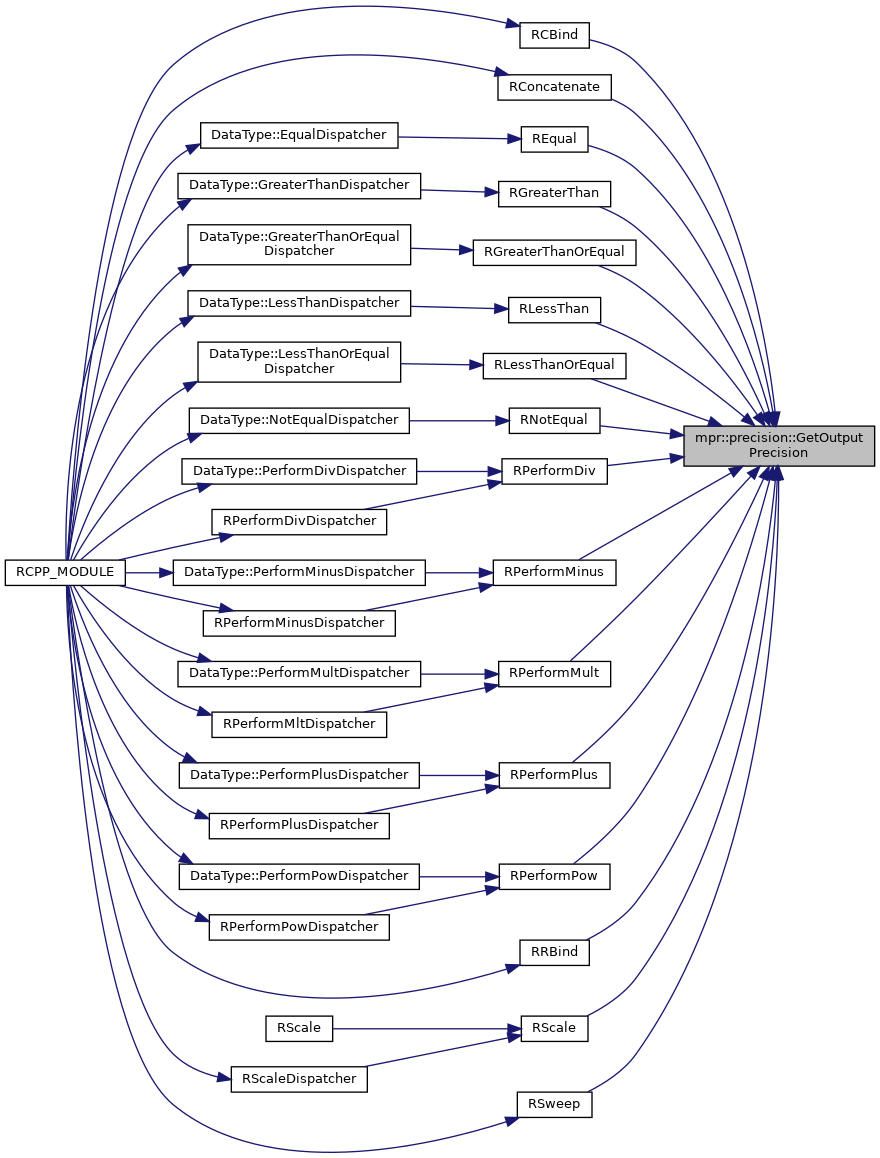 RCBind
RConcatenate
DataType::EqualDispatcher
REqual
DataType::GreaterThanDispatcher
RGreaterThan
DataType::GreaterThanOrEqual
Dispatcher
RGreaterThanOrEqual
DataType::LessThanDispatcher
RLessThan
DataType::LessThanOrEqual
Dispatcher
RLessThanOrEqual
DataType::NotEqualDispatcher
RNotEqual
mpr::precision::GetOutput
Precision
DataType::PerformDivDispatcher
RPerformDiv
RPerformDivDispatcher
RCPP_MODULE
DataType::PerformMinusDispatcher
RPerformMinus
RPerformMinusDispatcher
DataType::PerformMultDispatcher
RPerformMult
RPerformMltDispatcher
DataType::PerformPlusDispatcher
RPerformPlus
RPerformPlusDispatcher
DataType::PerformPowDispatcher
RPerformPow
RPerformPowDispatcher
RRBind
RScale
RScale
RScaleDispatcher
RSweep